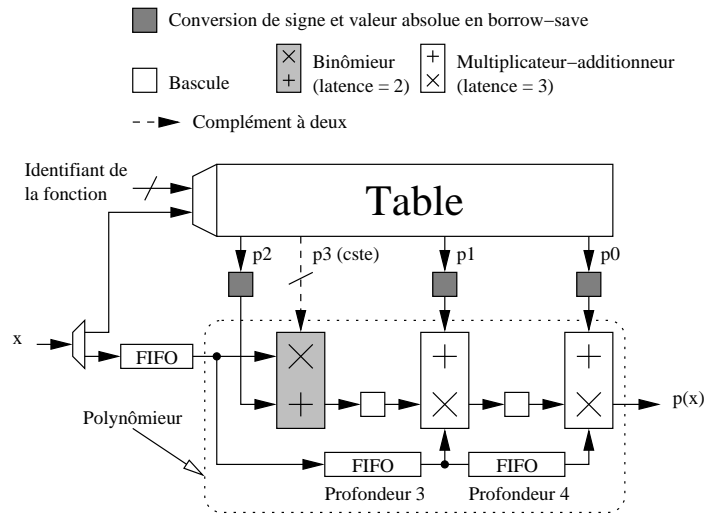 Conversion de signe et valeur absolue en borrow−save
Bascule
Binômieur
(latence = 2)
Multiplicateur−additionneur
(latence = 3)
Complément à deux
Identifiant de
la fonction
Table
p2
p3 (cste)
p1
p0
x
FIFO
p(x)
Polynômieur
FIFO
FIFO
Profondeur 3
Profondeur 4